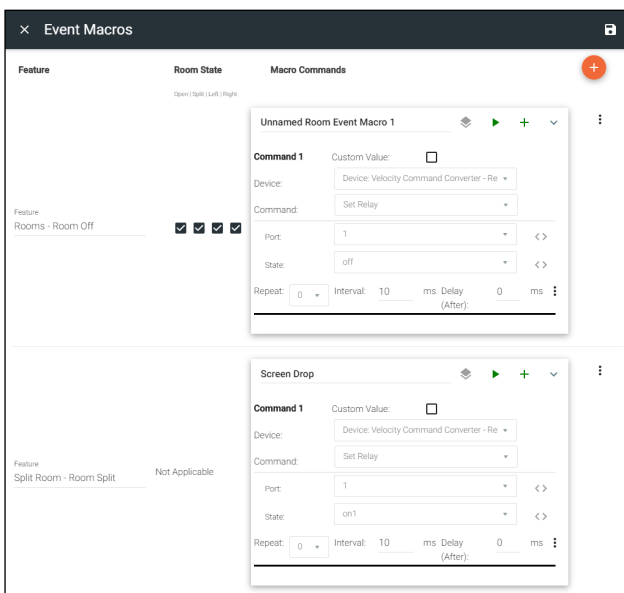 × Event Macros
Feature Room State Macro Commands
Open | Split | Left | Right
Unnamed Room Event Macro 1
Command 1 Custom Value:
Device: Device: Velocity Command Converter - Re
Command: Set Relay
Feature
Rooms - Room Off
Port: 1
State: off
Repeat: 0 Interval: 10 ms Delay (After): 0 ms
Screen Drop
Command 1 Custom Value:
Device: Device: Velocity Command Converter - Re
Command: Set Relay
Feature
Split Room - Room Split Not Applicable
Port: 1
State: on1
Repeat: 0 Interval: 10 ms Delay (After): 0 ms